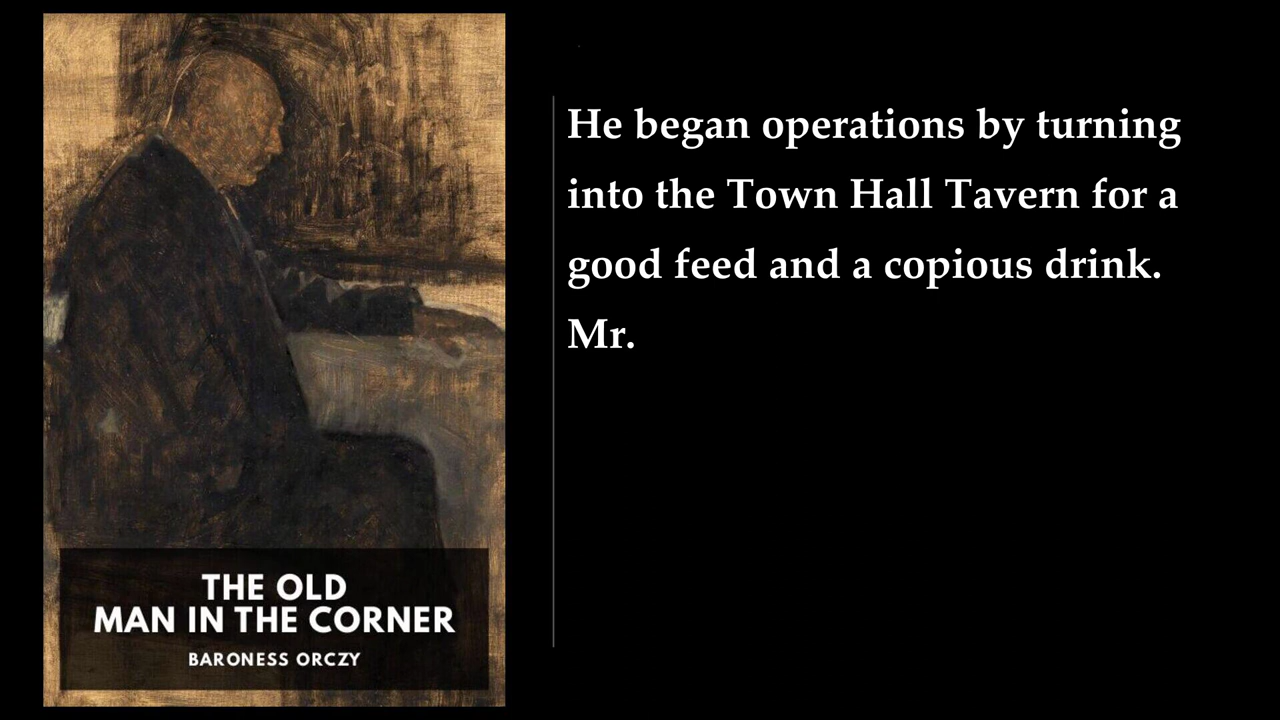 He began operations by turning
into the Town Hall Tavern for a
good feed and a copious drink.
Mr.
THE OLD
MAN IN THE CORNER
BARONESS ORCZY